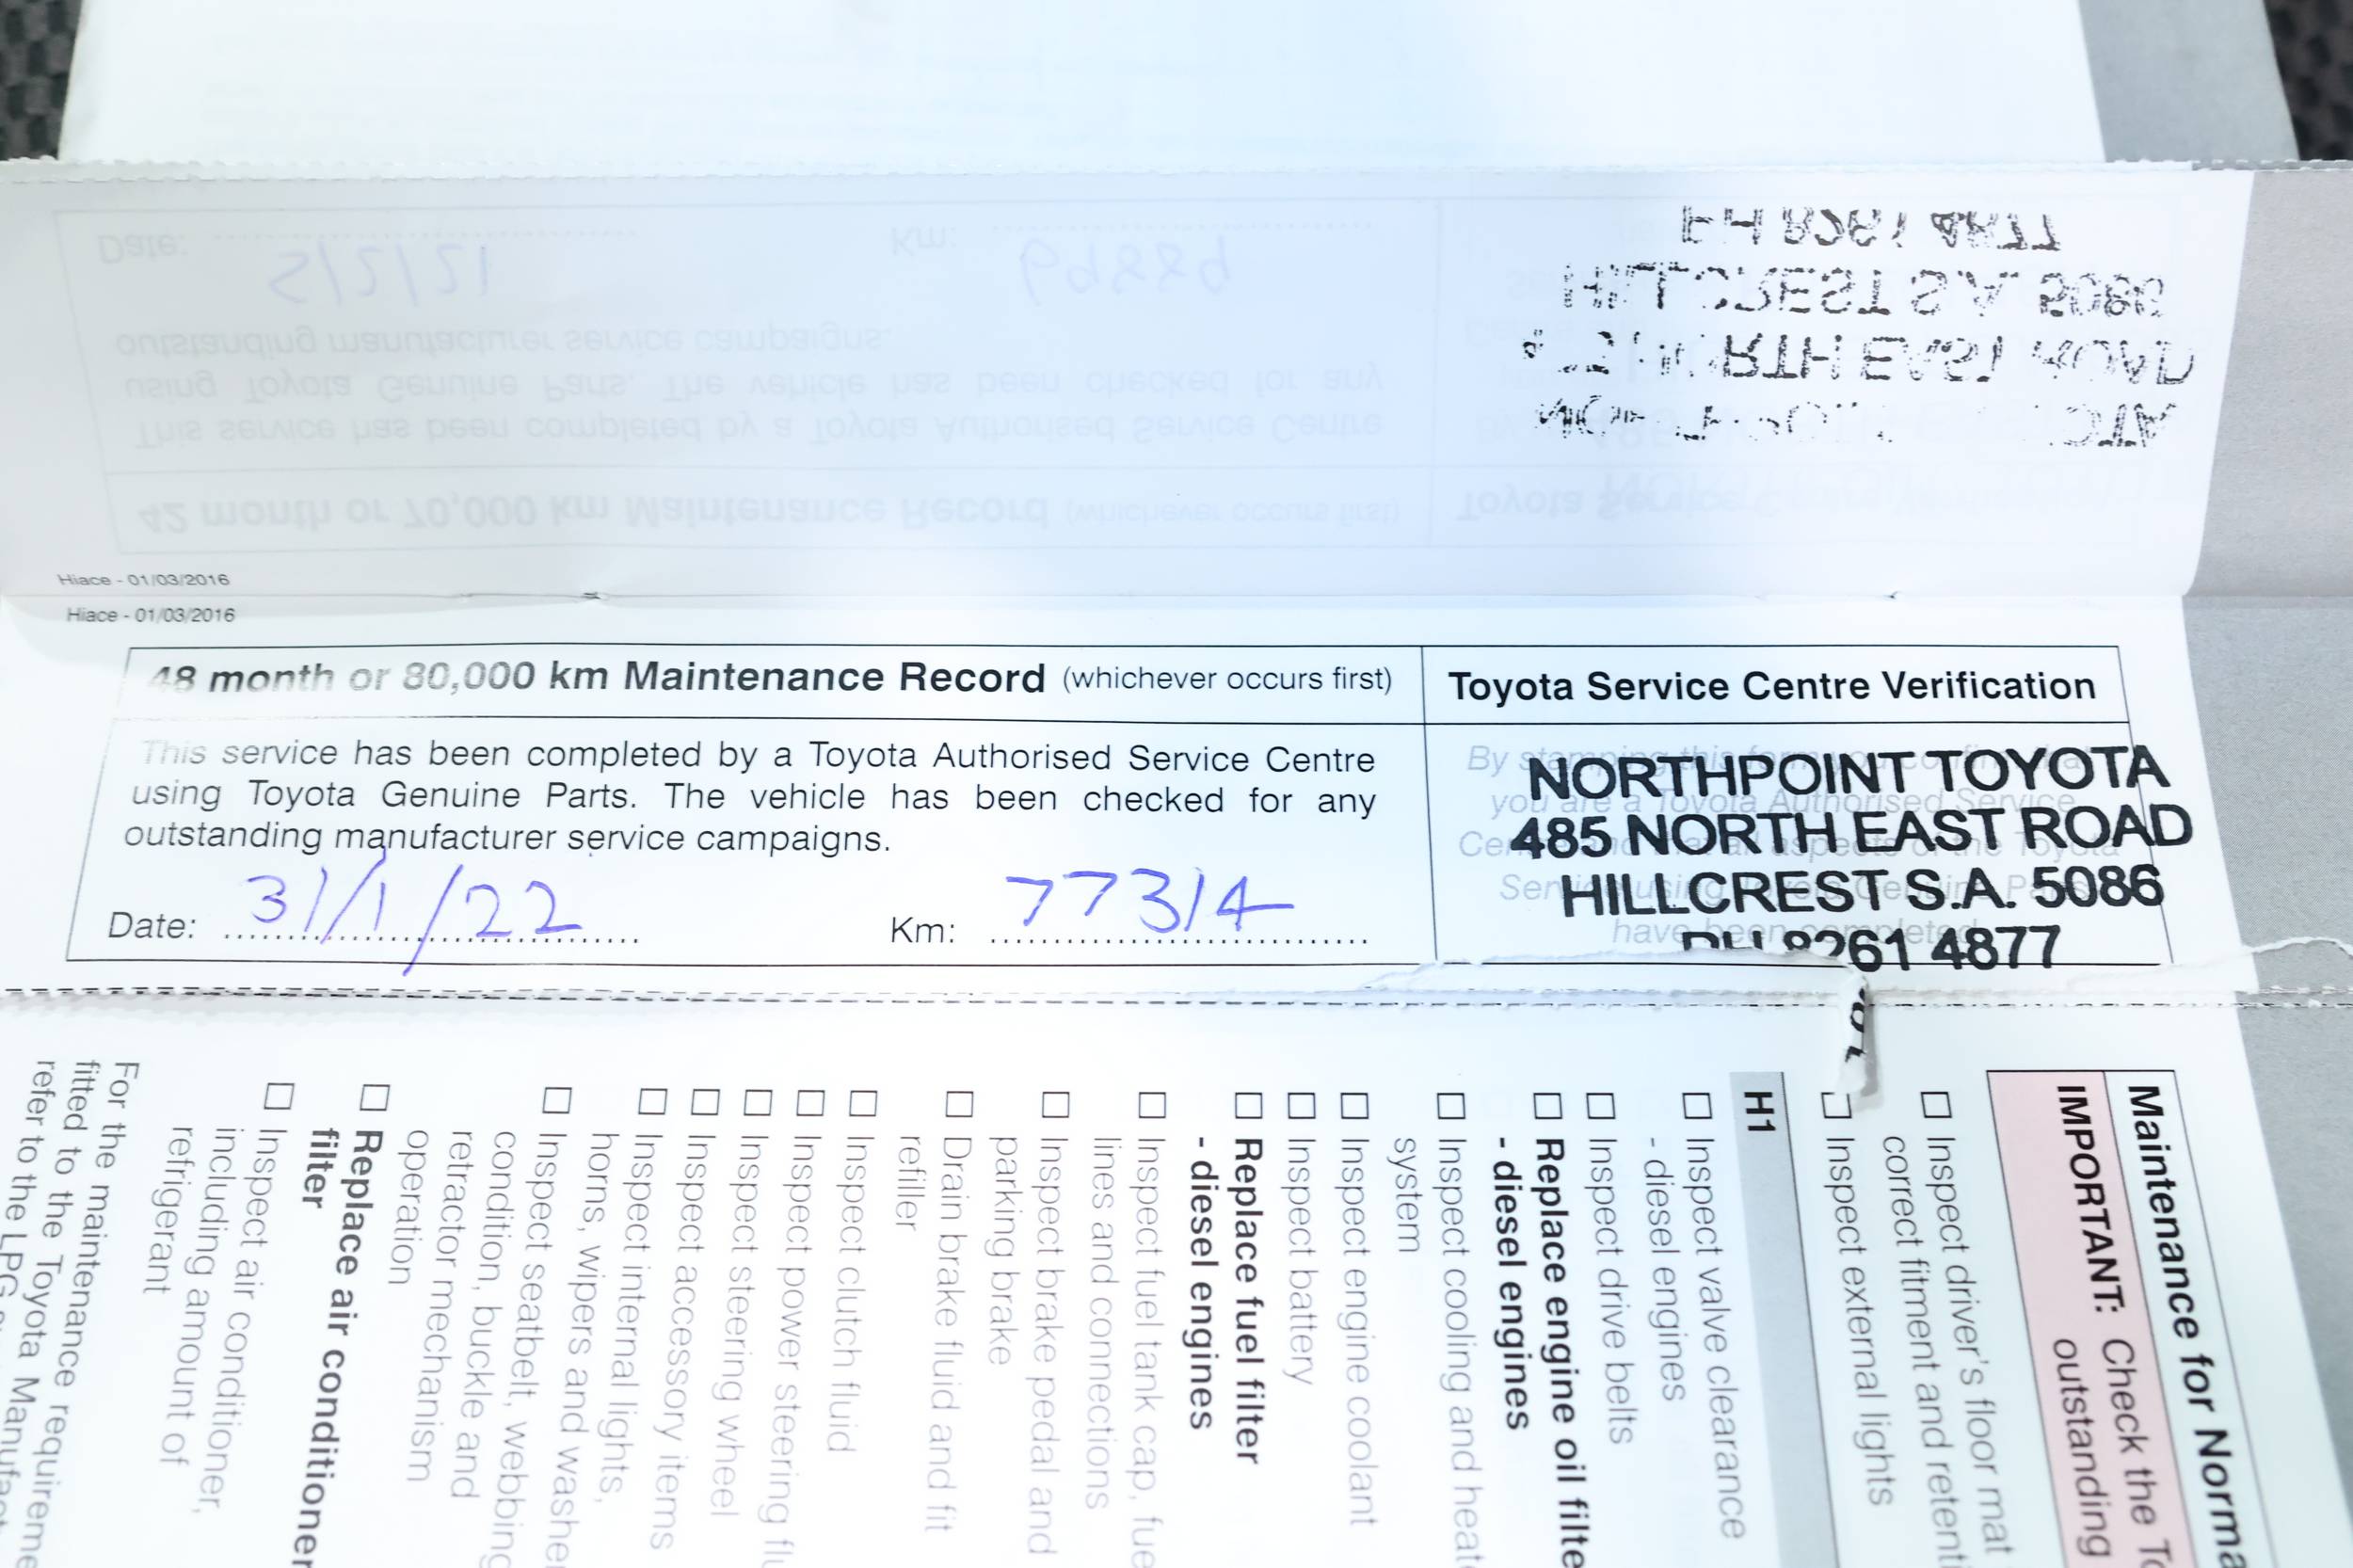 Hiace - 01/03/2016
Hiace - 01/03/2016
48 month or 80,000 km Maintenance Record (whichever occurs first)
Toyota Service Centre Verification
This service has been completed by a Toyota Authorised Service Centre
using Toyota Genuine Parts. The vehicle has been checked for any
outstanding manufacturer service campaigns.
Date: 31/1/22
Km: 77314
NORTHPOINT TOYOTA
485 NORTH EAST ROAD
HILLCREST S.A. 5086
PH 8261 4877
Maintenance for Norma
IMPORTANT: Check the To
outstanding
Inspect driver's floor mat
correct fitment and retenti
Inspect external lights
H1
Inspect valve clearance
- diesel engines
Inspect drive belts
Replace engine oil filte
- diesel engines
Inspect cooling and heat
system
Inspect engine coolant
Inspect battery
Replace fuel filter
- diesel engines
Inspect fuel tank cap, fue
lines and connections
Inspect brake pedal and
parking brake
Drain brake fluid and fit
refiller
Inspect clutch fluid
Inspect power steering flu
Inspect steering wheel
Inspect accessory items
Inspect internal lights,
horns, wipers and washe
Inspect seatbelt, webbing
condition, buckle and
retractor mechanism
operation
Replace air conditioner
filter
Inspect air conditioner,
including amount of
refrigerant
For the maintenance requireme
fitted to the Toyota Manufact
refer to the LPG